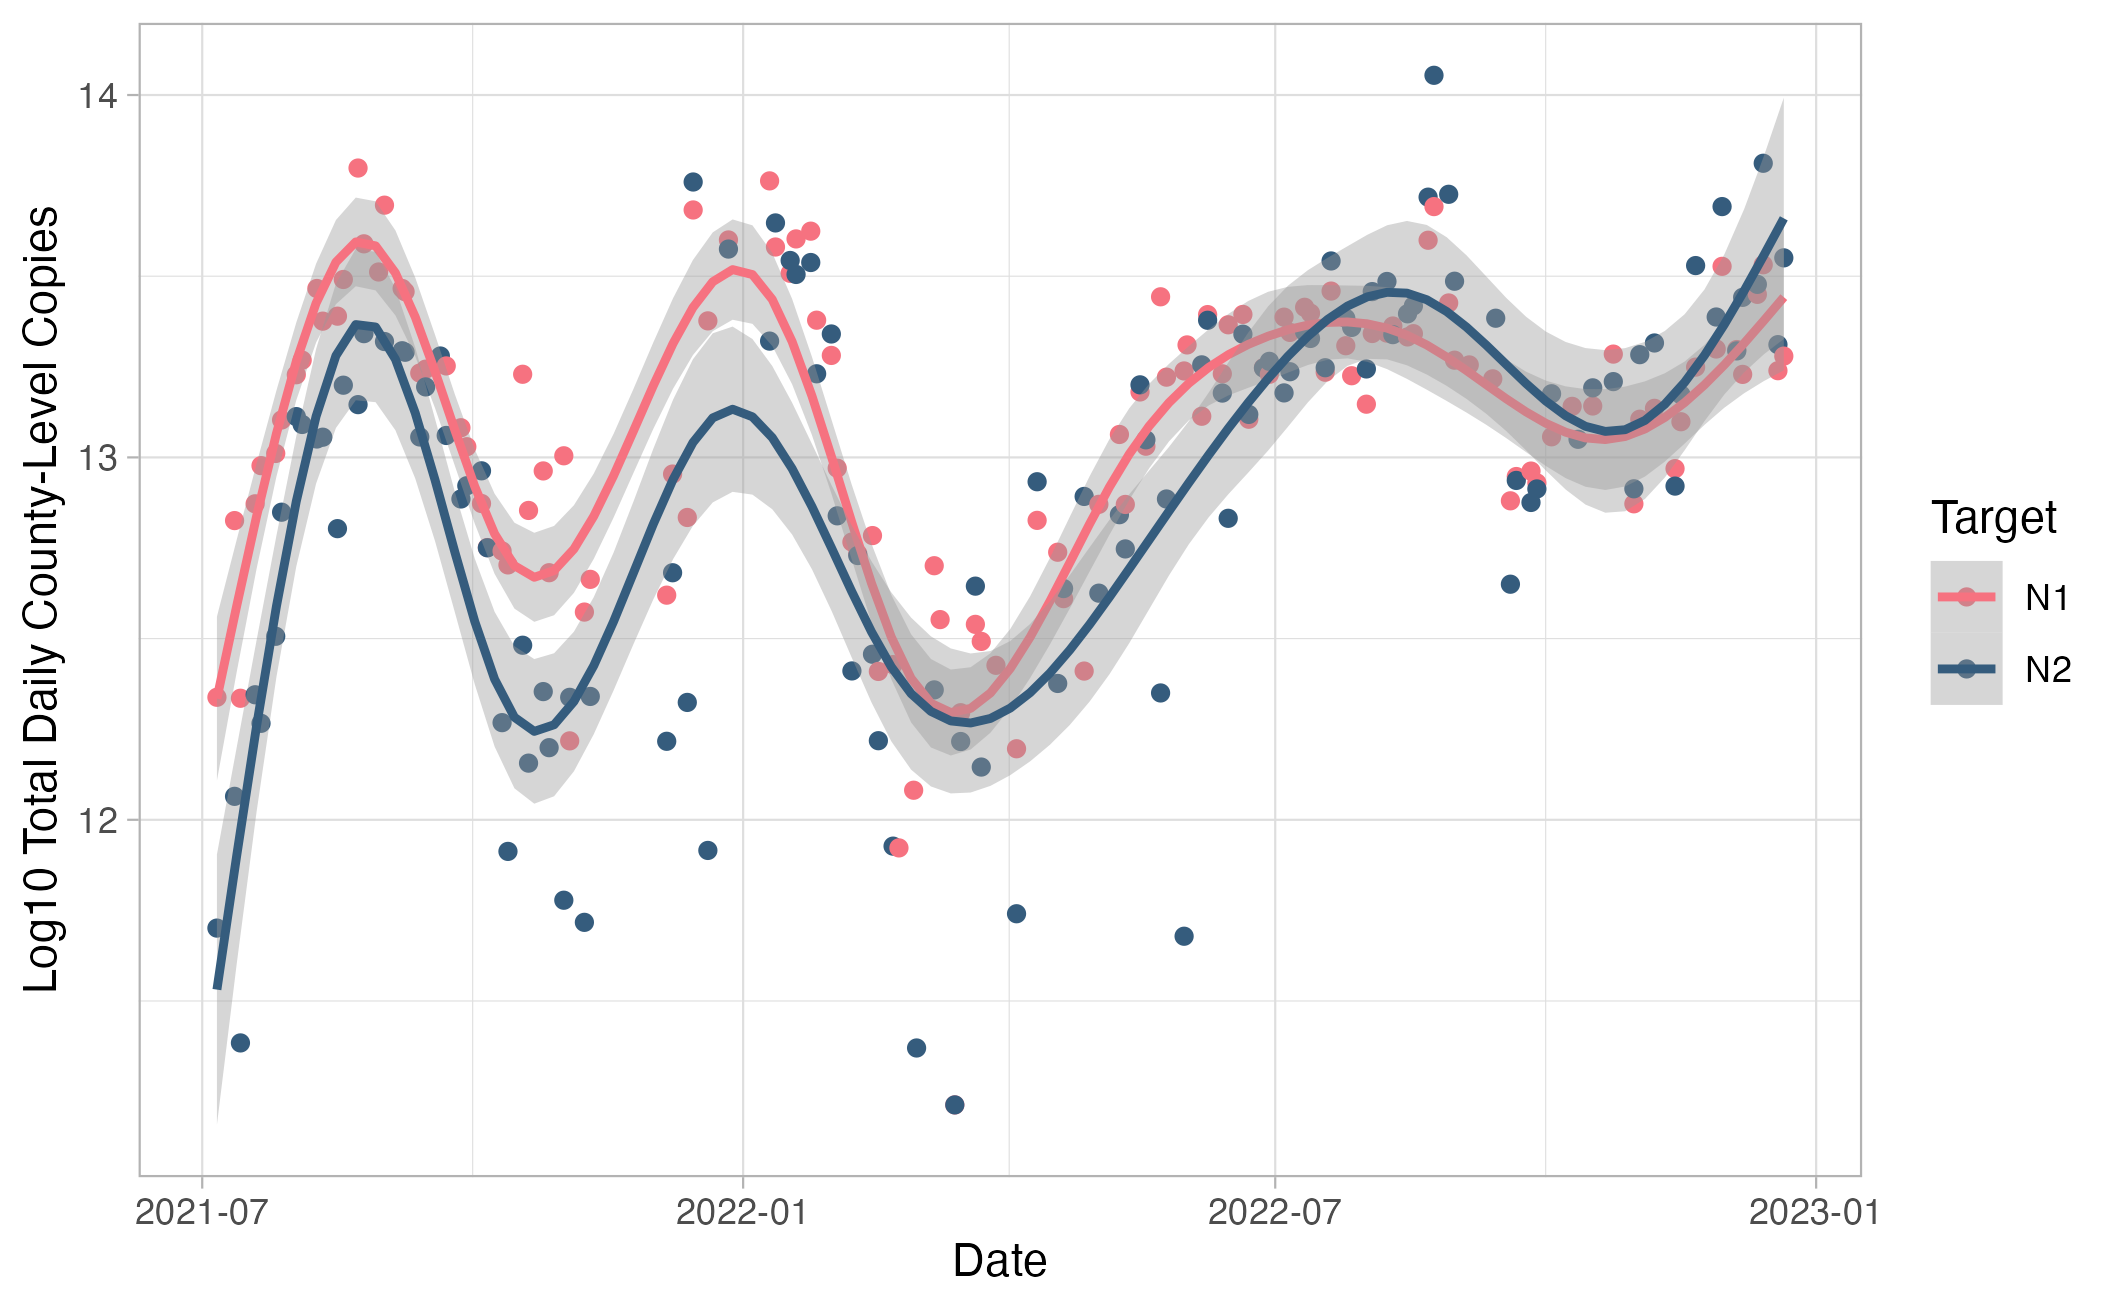 Log10 Total Daily County-Level Copies
14
13
12
2021-07
2022-01
2022-07
2023-01
Date
Target
N1
N2